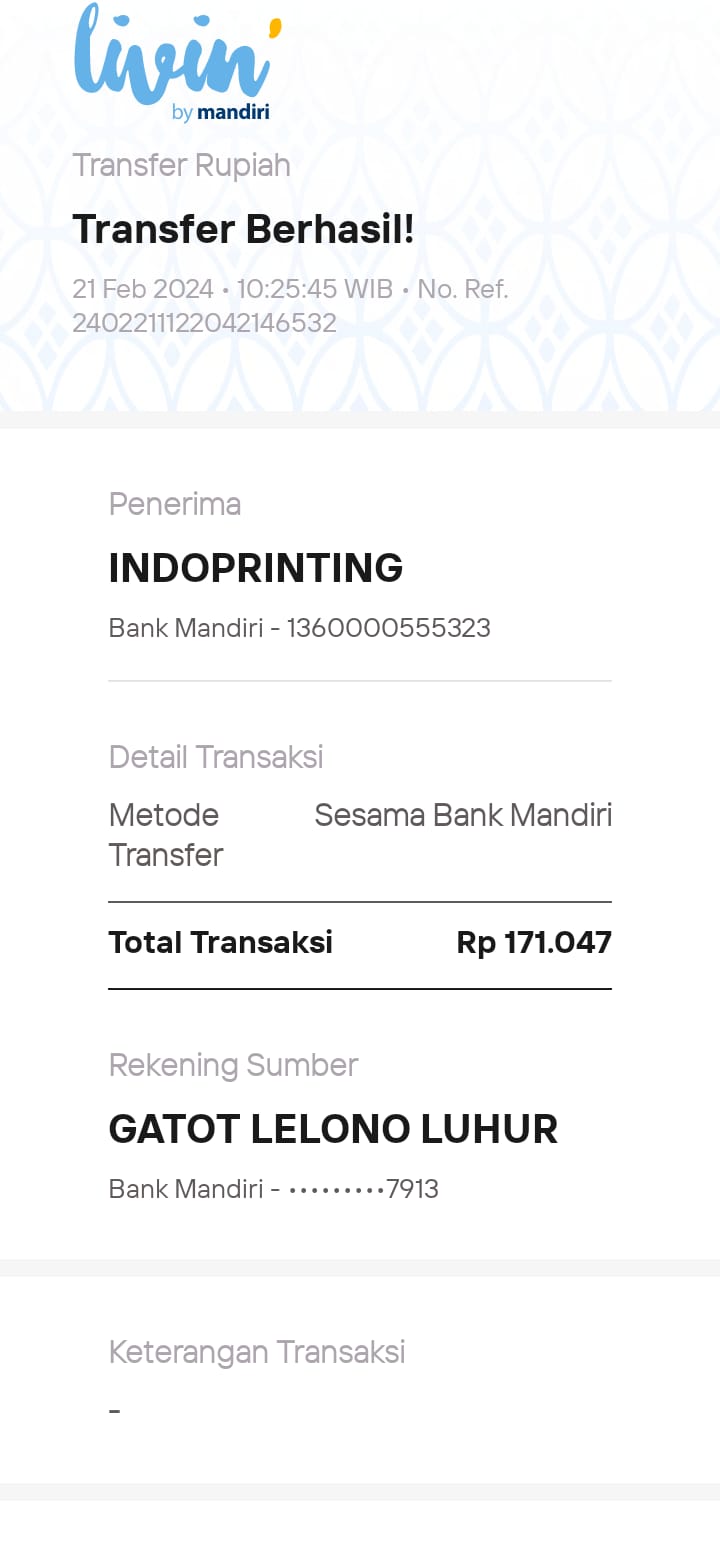 livin'
by mandiri
Transfer Rupiah
Transfer Berhasil!
21 Feb 2024 • 10:25:45 WIB • No. Ref.
2402211122042146532
Penerima
INDOPRINTING
Bank Mandiri - 1360000555323
Detail Transaksi
Metode Transfer Sesama Bank Mandiri
Total Transaksi Rp 171.047
Rekening Sumber
GATOT LELONO LUHUR
Bank Mandiri - •••••••••7913
Keterangan Transaksi
-